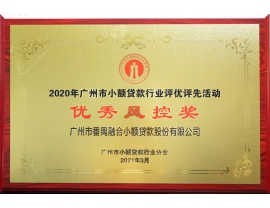 2020年广州市小额贷款行业评优评先活动
优秀风控奖
广州市番禺融合小额贷款股份有限公司
广州市小额贷款行业协会
2021年3月